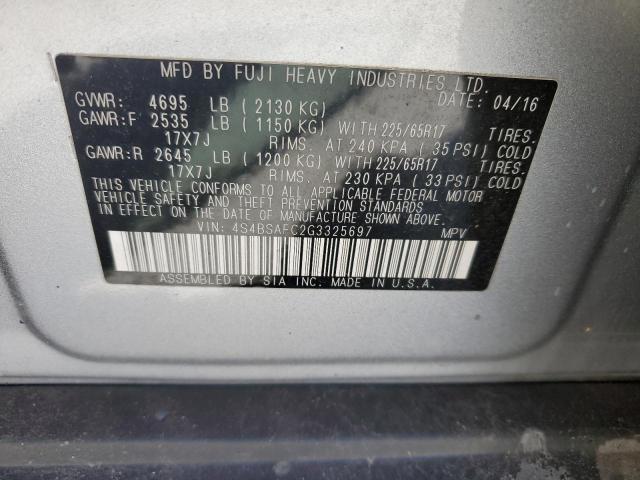 MFD BY FUJI HEAVY INDUSTRIES LTD.
DATE: 04/16
GVWR: 4695 LB (2130 KG)
GAWR:F 2535 LB (1150 KG) WITH 225/65R17 TIRES.
17X7J RIMS. AT 240 KPA (35 PSI) COLD
GAWR:R 2645 LB (1200 KG) WITH 225/65R17 TIRES.
17X7J RIMS. AT 230 KPA (33 PSI) COLD
THIS VEHICLE CONFORMS TO ALL APPLICABLE FEDERAL MOTOR
VEHICLE SAFETY AND THEFT PREVENTION STANDARDS
IN EFFECT ON THE DATE OF MANUFACTURE SHOWN ABOVE.
VIN: 4S4BSAFC2G3325697 MPV
ASSEMBLED BY SIA INC. MADE IN U.S.A.